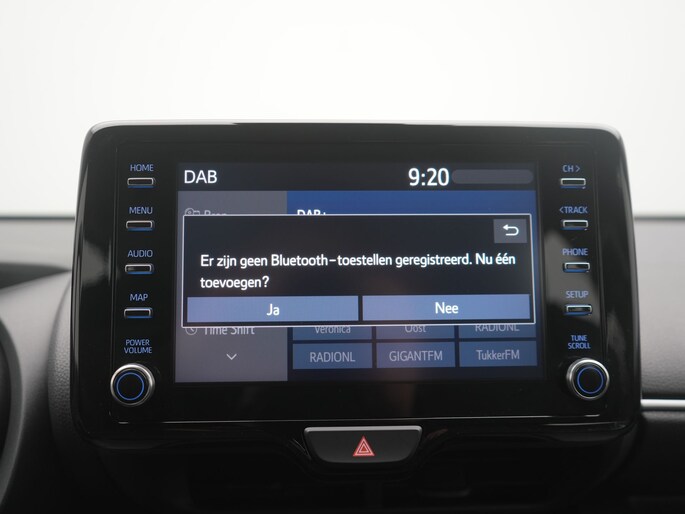 HOME
MENU
AUDIO
MAP
POWER
VOLUME
DAB
9:20
DAB+
Er zijn geen Bluetooth-toestellen geregistreerd. Nu één
toevoegen?
Ja
Nee
Time Shift
Veronica
Oost
RADIONL
RADIONL
GIGANTFM
TukkerFM
CH >
< TRACK
PHONE
SETUP
TUNE
SCROLL